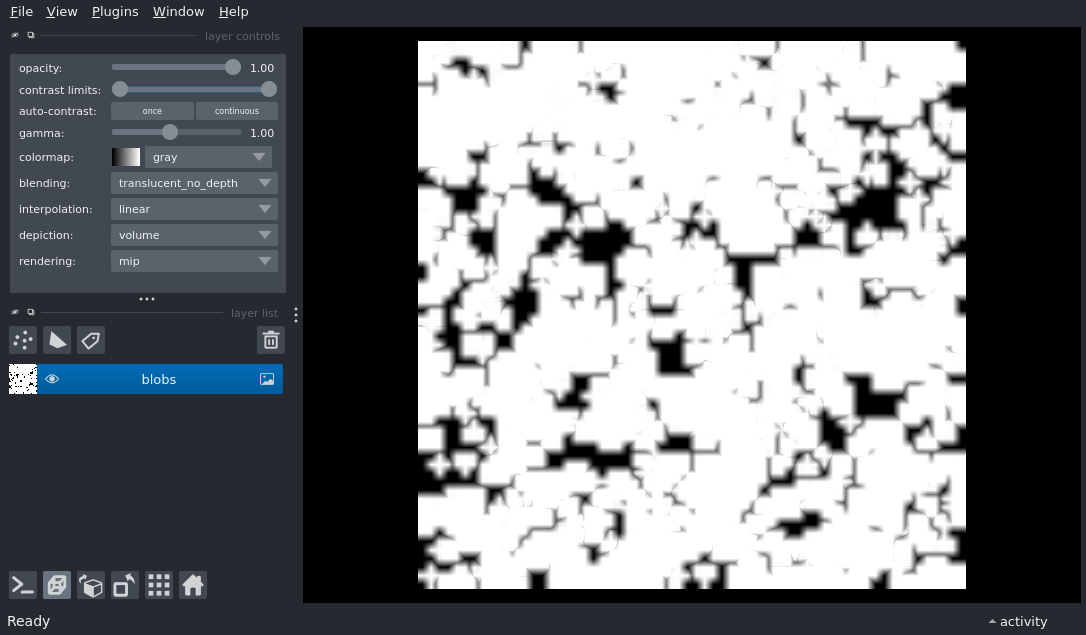 File View Plugins Window Help
layer controls
opacity: 1.00
contrast limits:
auto-contrast: once continuous
gamma: 1.00
colormap: gray
blending: translucent_no_depth
interpolation: linear
depiction: volume
rendering: mip
layer list
blobs
Ready activity